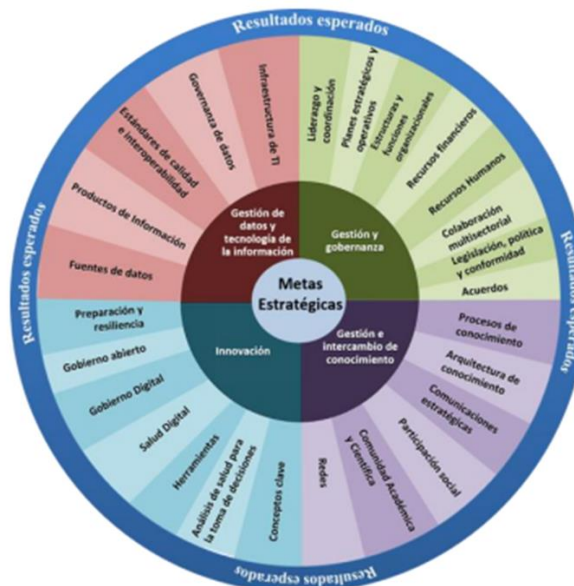 Resultados esperados
Infraestructura de TI
Governanza de datos
Estándares de calidad
e interoperabilidad
Productos de Información
Fuentes de datos
Liderazgo y
coordinación
Planes estratégicos y
operativos
Estructuras y
funciones
organizacionales
Recursos financieros
Recursos Humanos
Colaboración
multisectorial
Legislación, política
y conformidad
Acuerdos
Resultados esperados
Resultados esperados
Gestión de
datos y
tecnología de
la información
Gestión y
gobernanza
Metas
Estratégicas
Innovación
Gestión e
intercambio de
conocimiento
Preparación y
resiliencia
Gobierno abierto
Gobierno Digital
Salud Digital
Herramientas
Análisis de salud para
la toma de decisiones
Conceptos clave
Procesos de
conocimiento
Arquitectura de
conocimiento
Comunicaciones
estratégicas
Participación social
Comunidad Académica
y Científica
Redes
Resultados esperados